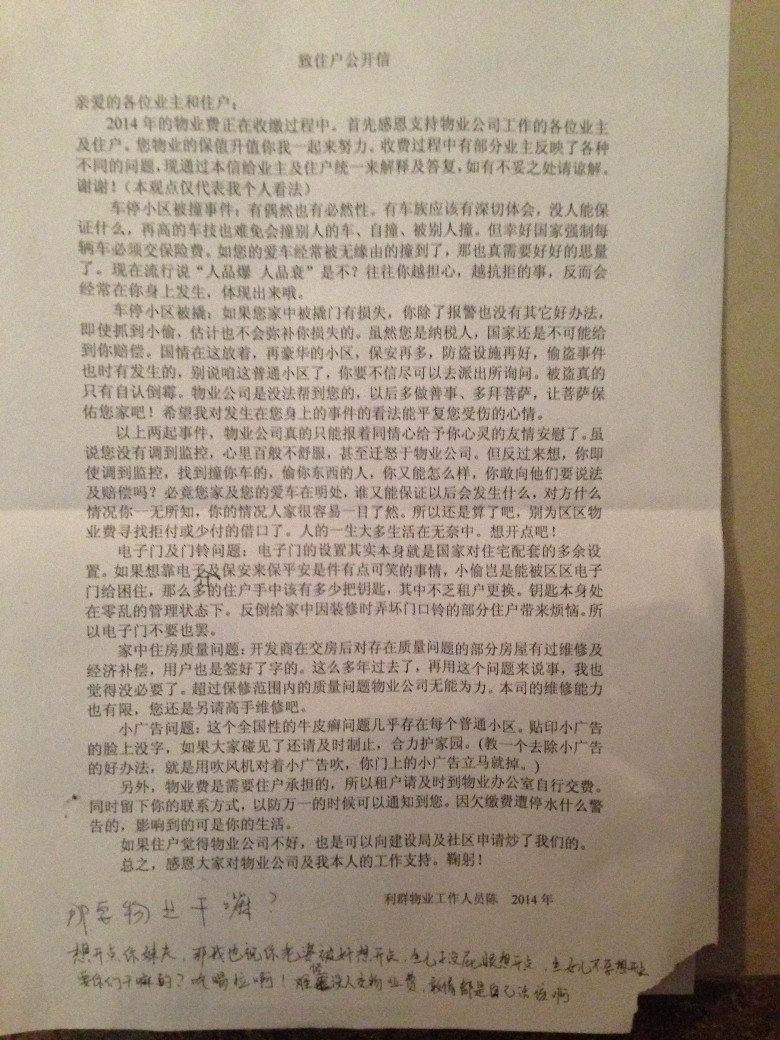 致住户公开信
亲爱的各位业主和住户：
2014年的物业费正在收缴过程中。首先感恩支持物业公司工作的各位业主
及住户。您物业的保值升值你我一起来努力。收费过程中有部分业主反映了各种
不同的问题，现通过本信给业主及住户统一来解释及答复，如有不妥之处请谅解。
谢谢！（本观点仅代表我个人看法）
车停小区被撞事件：有偶然也有必然性。有车族应该有深切体会，没人能保
证什么，再高的车技也难免会撞别人的车、自撞、被别人撞。但幸好国家强制每
辆车必须交保险费。如您的爱车经常被无缘由的撞到了，那也真需要好好的思量
了。现在流行说“人品爆 人品衰”是不？往往你越担心，越抗拒的事，反而会
经常在你身上发生，体现出来哦。
车停小区被撬：如果您家中被撬门有损失，你除了报警也没有其它好办法，
即使抓到小偷，估计也不会弥补你损失的。虽然您是纳税人，国家还是不可能给
到你赔偿。国情在这放着，再豪华的小区，保安再多，防盗设施再好，偷盗事件
也时有发生的，别说咱这普通小区了，你要不信尽可以去派出所询问。被盗真的
只有自认倒霉。物业公司是没法帮到您的，以后多做善事、多拜菩萨，让菩萨保
佑您家吧！希望我对发生在您身上的事件的看法能平复您受伤的心情。
以上两起事件，物业公司真的只能报着同情心给予你心灵的友情安慰了。虽
说您没有调到监控，心里百般不舒服，甚至迁怒于物业公司。但反过来想，你即
使调到监控，找到撞你车的，偷你东西的人，你又能怎么样，你敢向他们要说法
及赔偿吗？必竟您家及您的爱车在明处，谁又能保证以后会发生什么，对方什么
情况你一无所知，你的情况人家很容易一目了然。所以还是算了吧，别为区区物
业费寻找拒付或少付的借口了。人的一生大多生活在无奈中。想开点吧！
电子门及门铃问题：电子门的设置其实本身就是国家对住宅配套的多余设
置。如果想靠电子及保安来保平安是件有点可笑的事情，小偷岂是能被区区电子
门给困住，那么多的住户手中该有多少把钥匙，其中不乏租户更换。钥匙本身处
在零乱的管理状态下。反倒给家中因装修时弄坏门口铃的部分住户带来烦恼。所
以电子门不要也罢。
家中住房质量问题：开发商在交房后对存在质量问题的部分房屋有过维修及
经济补偿，用户也是签好了字的。这么多年过去了，再用这个问题来说事，我也
觉得没必要了。超过保修范围内的质量问题物业公司无能为力。本司的维修能力
也有限，您还是另请高手维修吧。
小广告问题：这个全国性的牛皮癣问题几乎存在每个普通小区。贴印小广告
的脸上没字，如果大家碰见了还请及时制止，合力护家园。（教一个去除小广告
的好办法，就是用吹风机对着小广告吹，你门上的小广告立马就掉。）
另外，物业费是需要住户承担的，所以租户请及时到物业办公室自行交费。
同时留下你的联系方式，以防万一的时候可以通知到您。因欠缴费遭停水什么警
告的，影响到的可是你的生活。
如果住户觉得物业公司不好，也是可以向建设局及社区申请炒了我们的。
总之，感恩大家对物业公司及我本人的工作支持。鞠躬！
利群物业工作人员陈 2014年
那要物业干嘛？
想开点你妹夫，那我也祝你老婆被奸想开点，生儿子没屁眼想开点，生女儿不要想开点
要你们干嘛的？吃喝拉啊！难怪没人交物业费，敢情都是自己活该啊